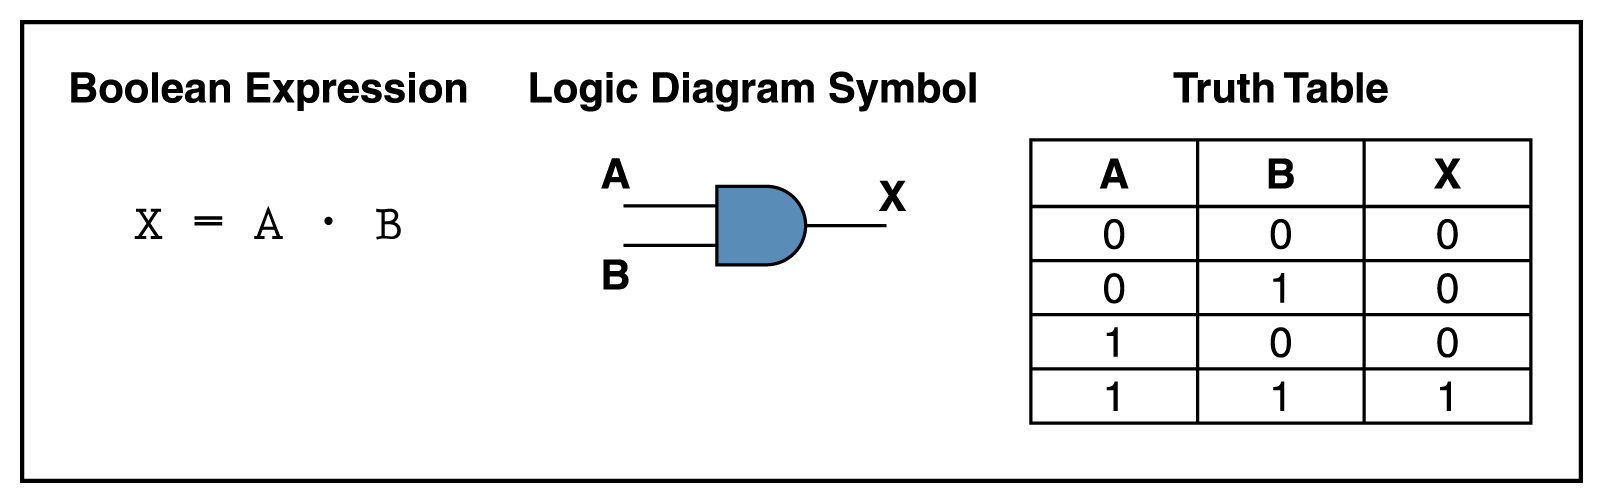 Boolean Expression
X = A · B
Logic Diagram Symbol
A
B
X
Truth Table
A B X
0 0 0
0 1 0
1 0 0
1 1 1